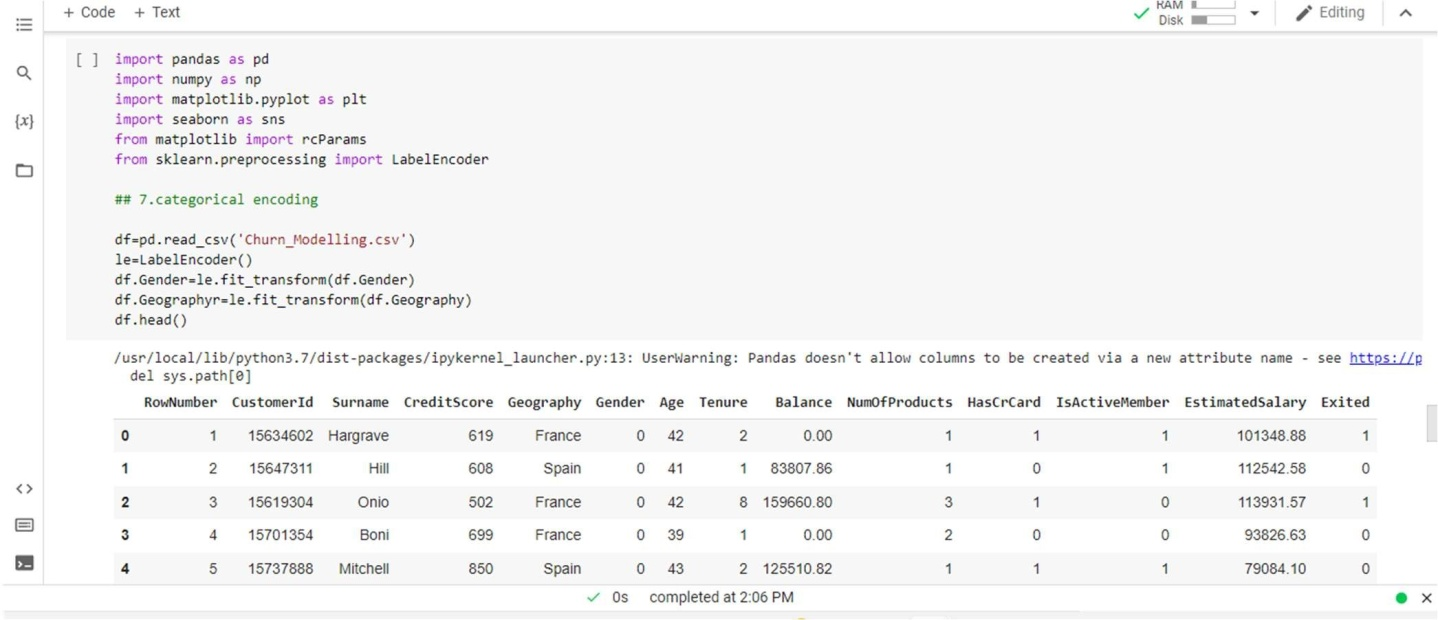 + Code + Text
RAM
Disk
Editing
{x}
[ ] import pandas as pd
import numpy as np
import matplotlib.pyplot as plt
import seaborn as sns
from matplotlib import rcParams
from sklearn.preprocessing import LabelEncoder
## 7.categorical encoding
df=pd.read_csv('Churn_Modelling.csv')
le=LabelEncoder()
df.Gender=le.fit_transform(df.Gender)
df.Geographyr=le.fit_transform(df.Geography)
df.head()
/usr/local/lib/python3.7/dist-packages/ipykernel_launcher.py:13: UserWarning: Pandas doesn't allow columns to be created via a new attribute name - see https://p
del sys.path[0]
RowNumber CustomerId Surname CreditScore Geography Gender Age Tenure Balance NumOfProducts HasCrCard IsActiveMember EstimatedSalary Exited
0 1 15634602 Hargrave 619 France 0 42 2 0.00 1 1 1 101348.88 1
1 2 15647311 Hill 608 Spain 0 41 1 83807.86 1 0 1 112542.58 0
2 3 15619304 Onio 502 France 0 42 8 159660.80 3 1 0 113931.57 1
3 4 15701354 Boni 699 France 0 39 1 0.00 2 0 0 93826.63 0
4 5 15737888 Mitchell 850 Spain 0 43 2 125510.82 1 1 1 79084.10 0
0s completed at 2:06 PM